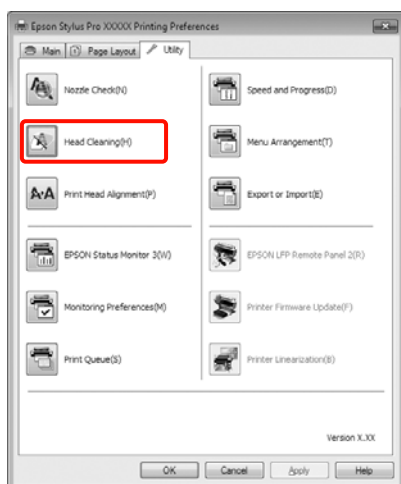 Epson Stylus Pro XXXXX Printing Preferences
Main
Page Layout
Utility
Nozzle Check(N)
Speed and Progress(D)
Head Cleaning(H)
Menu Arrangement(T)
Print Head Alignment(P)
Export or Import(E)
EPSON Status Monitor 3(W)
EPSON LFP Remote Panel 2(R)
Monitoring Preferences(M)
Printer Firmware Update(F)
Print Queue(S)
Printer Linearization(B)
Version X.XX
OK
Cancel
Apply
Help